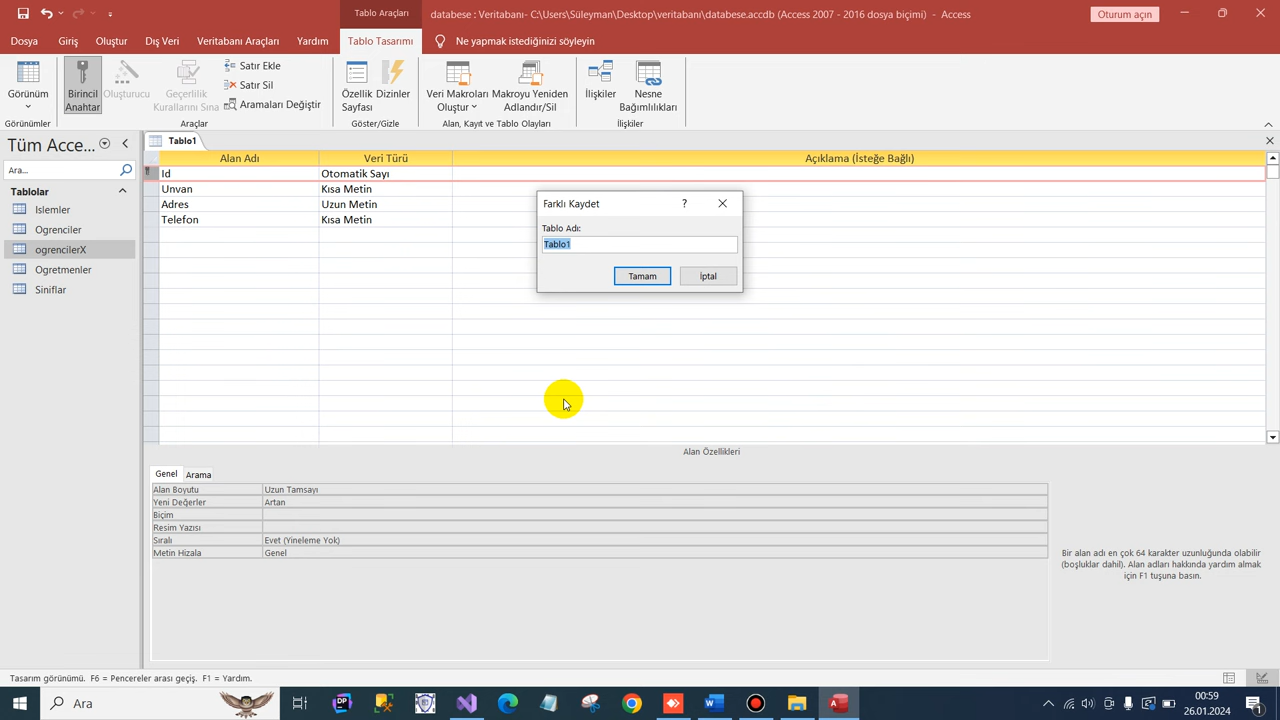 Tablo Araçları
databese : Veritabanı- C:\Users\Süleyman\Desktop\veritabanı\databese.accdb (Access 2007 - 2016 dosya biçimi) - Access
Oturum açın
Dosya
Giriş
Oluştur
Dış Veri
Veritabanı Araçları
Yardım
Tablo Tasarımı
Ne yapmak istediğinizi söyleyin
Görünüm
Birincil
Anahtar
Oluşturucu
Geçerlilik
Kurallarını Sına
Satır Ekle
Satır Sil
Aramaları Değiştir
Özellik
Sayfası
Dizinler
Veri Makroları
Oluştur
Makroyu Yeniden
Adlandır/Sil
İlişkiler
Nesne
Bağımlılıkları
Görünümler
Araçlar
Göster/Gizle
Alan, Kayıt ve Tablo Olayları
İlişkiler
Tüm Acce...
Ara...
Tablolar
Islemler
Ogrenciler
ogrencilerX
Ogretmenler
Siniflar
Tablo1
Alan Adı
Veri Türü
Açıklama (İsteğe Bağlı)
Id
Otomatik Sayı
Unvan
Kısa Metin
Adres
Uzun Metin
Telefon
Kısa Metin
Farklı Kaydet
?
Tablo Adı:
Tablo1
Tamam
İptal
Alan Özellikleri
Genel
Arama
Alan Boyutu
Uzun Tamsayı
Yeni Değerler
Artan
Biçim
Resim Yazısı
Sıralı
Evet (Yineleme Yok)
Metin Hizala
Genel
Bir alan adı en çok 64 karakter uzunluğunda olabilir
(boşluklar dahil). Alan adları hakkında yardım almak
için F1 tuşuna basın.
Tasarım görünümü. F6 = Pencereler arası geçiş. F1 = Yardım.
Ara
DP
00:59
26.01.2024